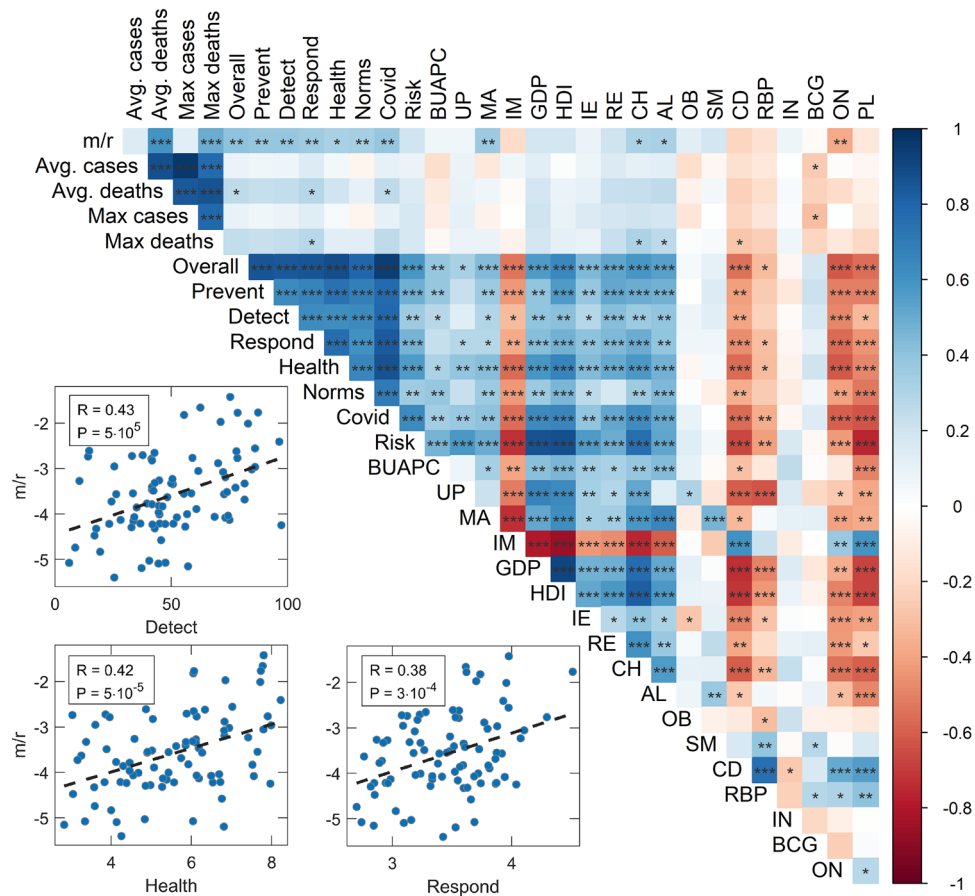 Avg. cases
Avg. deaths
Max cases
Max deaths
Overall
Prevent
Detect
Respond
Health
Norms
Covid
Risk
BUAPC
UP
MA
IM
GDP
HDI
IE
RE
CH
AL
OB
SM
CD
RBP
IN
BCG
ON
PL
m/r
Avg. cases
Avg. deaths
Max cases
Max deaths
Overall
Prevent
Detect
Respond
Health
Norms
Covid
Risk
BUAPC
UP
MA
IM
GDP
HDI
IE
RE
CH
AL
OB
SM
CD
RBP
IN
BCG
ON
1
0.8
0.6
0.4
0.2
0
-0.2
-0.4
-0.6
-0.8
-1
R = 0.43
P = 5·10⁵
-2
-3
-4
-5
m/r
0 50 100
Detect
R = 0.42
P = 5·10⁻⁵
-2
-3
-4
-5
m/r
4 6 8
Health
R = 0.38
P = 3·10⁻⁴
-2
-3
-4
-5
3 4
Respond